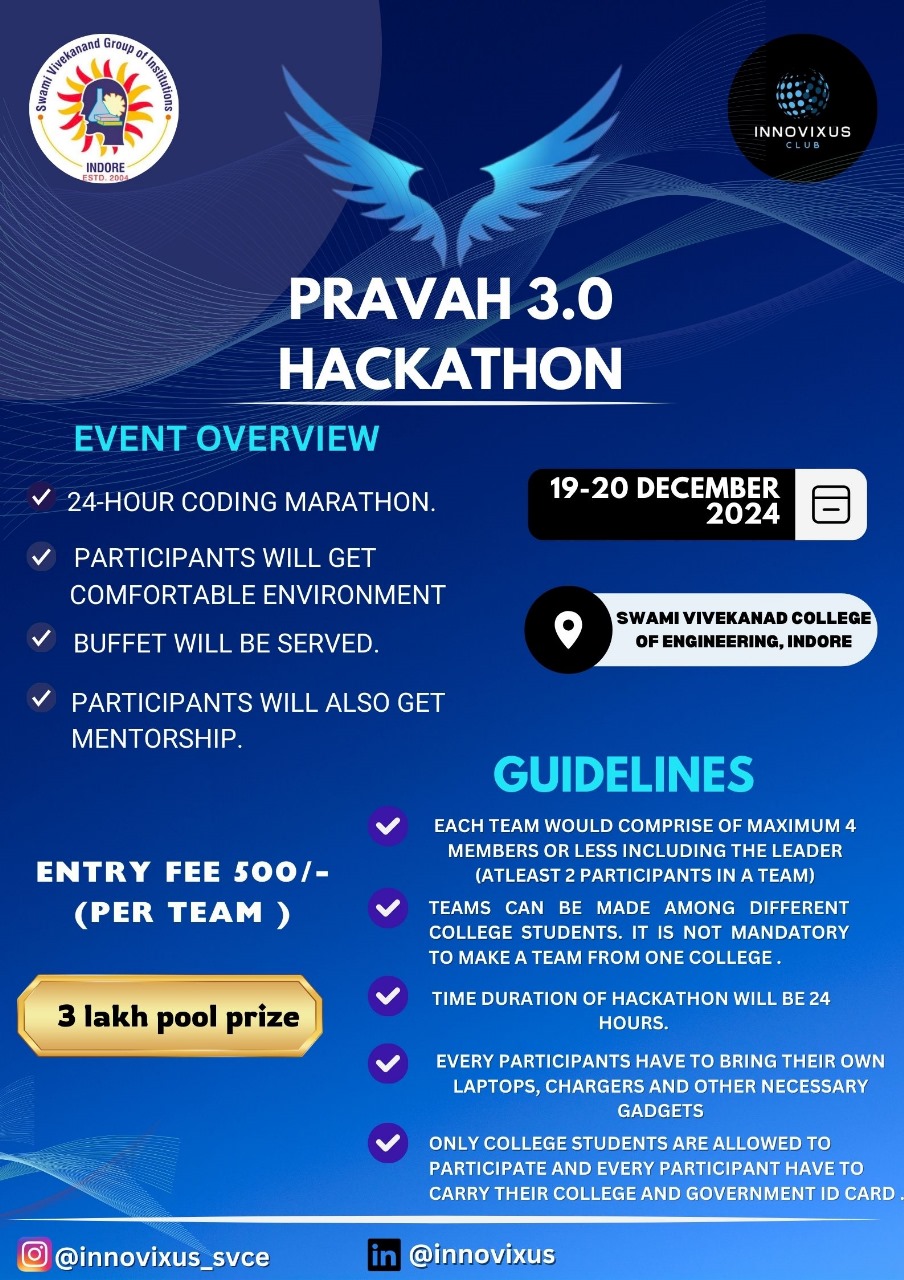 Swami Vivekanand Group of Institutions
INDORE
ESTD. 2004
INNOVIXUS
CLUB
PRAVAH 3.0
HACKATHON
EVENT OVERVIEW
24-HOUR CODING MARATHON.
PARTICIPANTS WILL GET
COMFORTABLE ENVIRONMENT
BUFFET WILL BE SERVED.
PARTICIPANTS WILL ALSO GET
MENTORSHIP.
19-20 DECEMBER
2024
SWAMI VIVEKANAD COLLEGE
OF ENGINEERING, INDORE
ENTRY FEE 500/-
(PER TEAM )
3 lakh pool prize
GUIDELINES
EACH TEAM WOULD COMPRISE OF MAXIMUM 4
MEMBERS OR LESS INCLUDING THE LEADER
(ATLEAST 2 PARTICIPANTS IN A TEAM)
TEAMS CAN BE MADE AMONG DIFFERENT
COLLEGE STUDENTS. IT IS NOT MANDATORY
TO MAKE A TEAM FROM ONE COLLEGE .
TIME DURATION OF HACKATHON WILL BE 24
HOURS.
EVERY PARTICIPANTS HAVE TO BRING THEIR OWN
LAPTOPS, CHARGERS AND OTHER NECESSARY
GADGETS
ONLY COLLEGE STUDENTS ARE ALLOWED TO
PARTICIPATE AND EVERY PARTICIPANT HAVE TO
CARRY THEIR COLLEGE AND GOVERNMENT ID CARD .
@innovixus_svce
in @innovixus